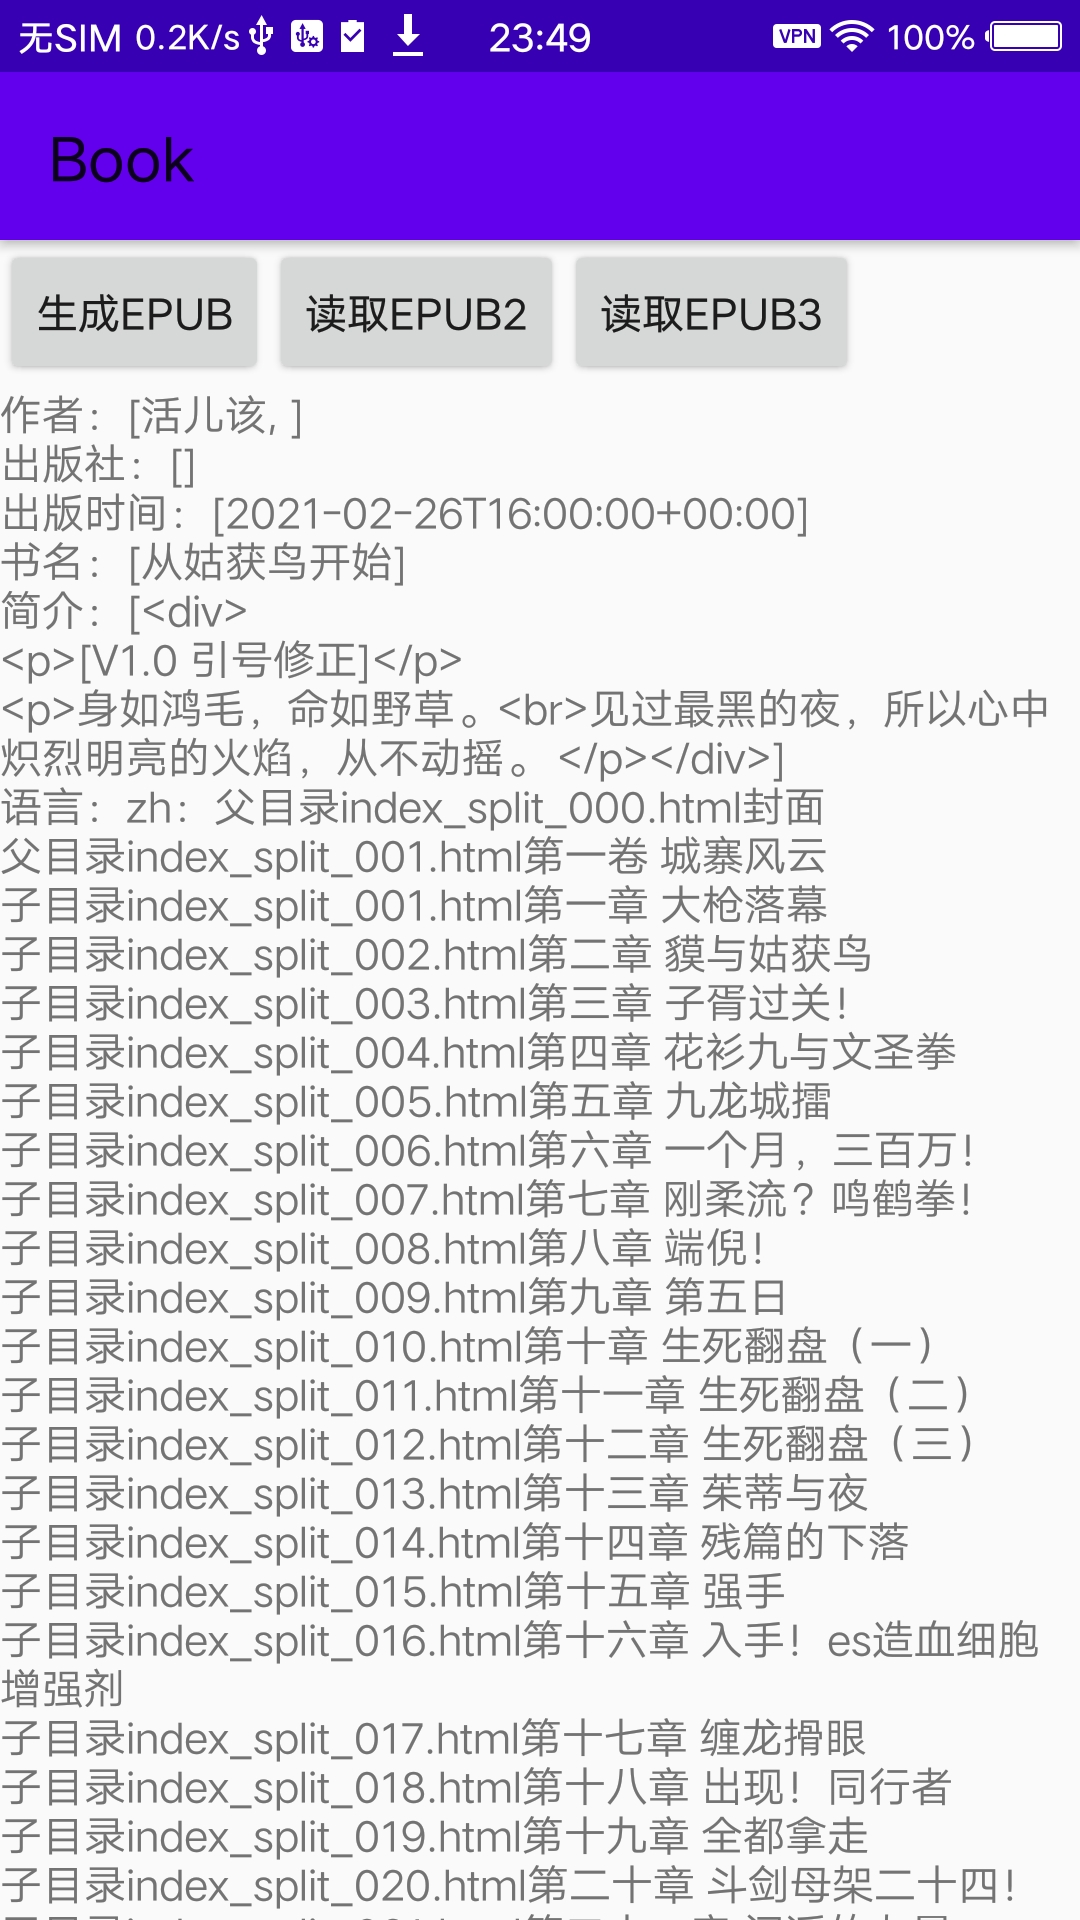 无SIM 0.2K/s 23:49 VPN 100%
Book
生成EPUB 读取EPUB2 读取EPUB3
作者：[活儿该, ]
出版社：[]
出版时间：[2021-02-26T16:00:00+00:00]
书名：[从姑获鸟开始]
简介：[<div>
<p>[V1.0 引号修正]</p>
<p>身如鸿毛，命如野草。<br>见过最黑的夜，所以心中
炽烈明亮的火焰，从不动摇。</p></div>]
语言：zh：父目录index_split_000.html封面
父目录index_split_001.html第一卷 城寨风云
子目录index_split_001.html第一章 大枪落幕
子目录index_split_002.html第二章 貘与姑获鸟
子目录index_split_003.html第三章 子胥过关！
子目录index_split_004.html第四章 花衫九与文圣拳
子目录index_split_005.html第五章 九龙城擂
子目录index_split_006.html第六章 一个月，三百万！
子目录index_split_007.html第七章 刚柔流？鸣鹤拳！
子目录index_split_008.html第八章 端倪！
子目录index_split_009.html第九章 第五日
子目录index_split_010.html第十章 生死翻盘（一）
子目录index_split_011.html第十一章 生死翻盘（二）
子目录index_split_012.html第十二章 生死翻盘（三）
子目录index_split_013.html第十三章 茱蒂与夜
子目录index_split_014.html第十四章 残篇的下落
子目录index_split_015.html第十五章 强手
子目录index_split_016.html第十六章 入手！es造血细胞
增强剂
子目录index_split_017.html第十七章 缠龙搰眼
子目录index_split_018.html第十八章 出现！同行者
子目录index_split_019.html第十九章 全都拿走
子目录index_split_020.html第二十章 斗剑母架二十四！